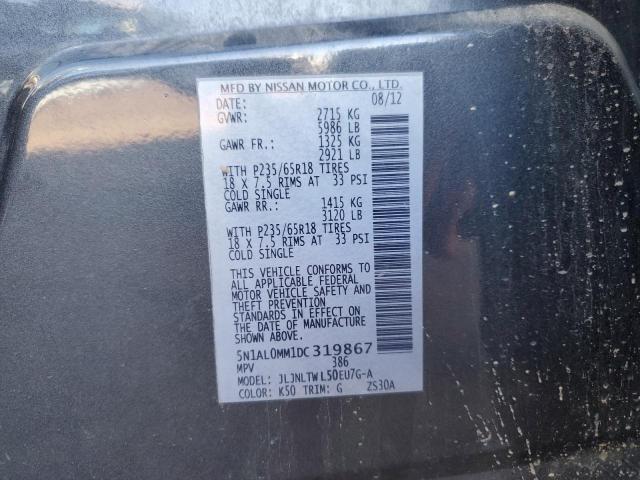 MFD BY NISSAN MOTOR CO., LTD.
DATE: 08/12
GVWR: 2715 KG
5986 LB
GAWR FR.: 1325 KG
2921 LB
WITH P235/65R18 TIRES
18 X 7.5 RIMS AT 33 PSI
COLD SINGLE
GAWR RR.: 1415 KG
3120 LB
WITH P235/65R18 TIRES
18 X 7.5 RIMS AT 33 PSI
COLD SINGLE
THIS VEHICLE CONFORMS TO
ALL APPLICABLE FEDERAL
MOTOR VEHICLE SAFETY AND
THEFT PREVENTION
STANDARDS IN EFFECT ON
THE DATE OF MANUFACTURE
SHOWN ABOVE.
5N1AL0MM1DC319867
MPV 386
MODEL: JLJNLTWL50EU7G-A
COLOR: K50 TRIM: G ZS30A